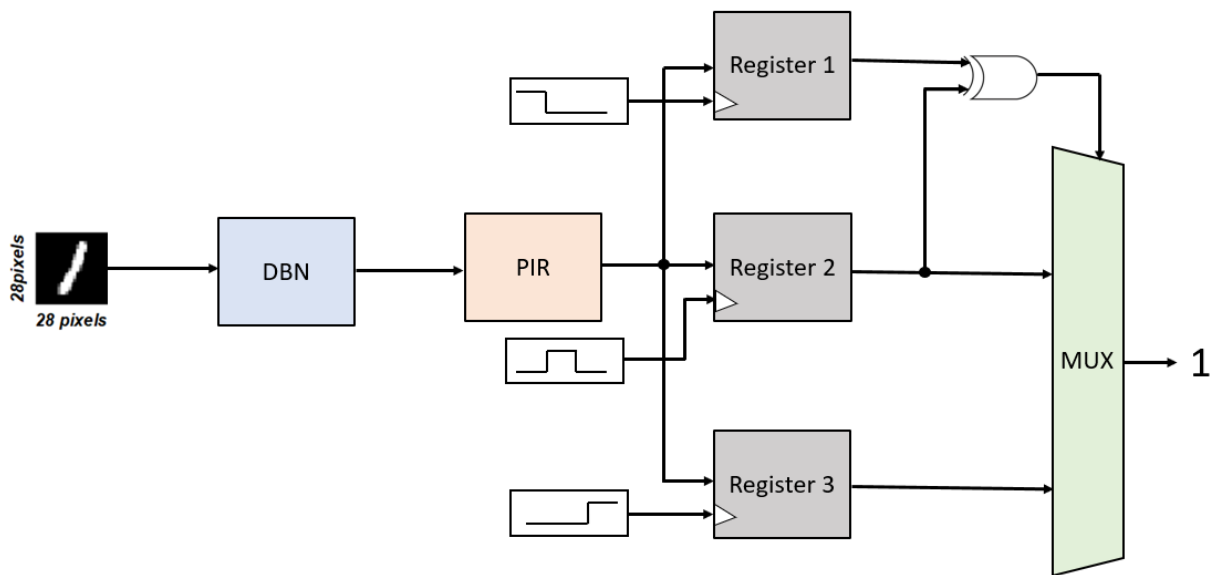 Register 1
28pixels
28 pixels
DBN
PIR
Register 2
MUX
1
Register 3